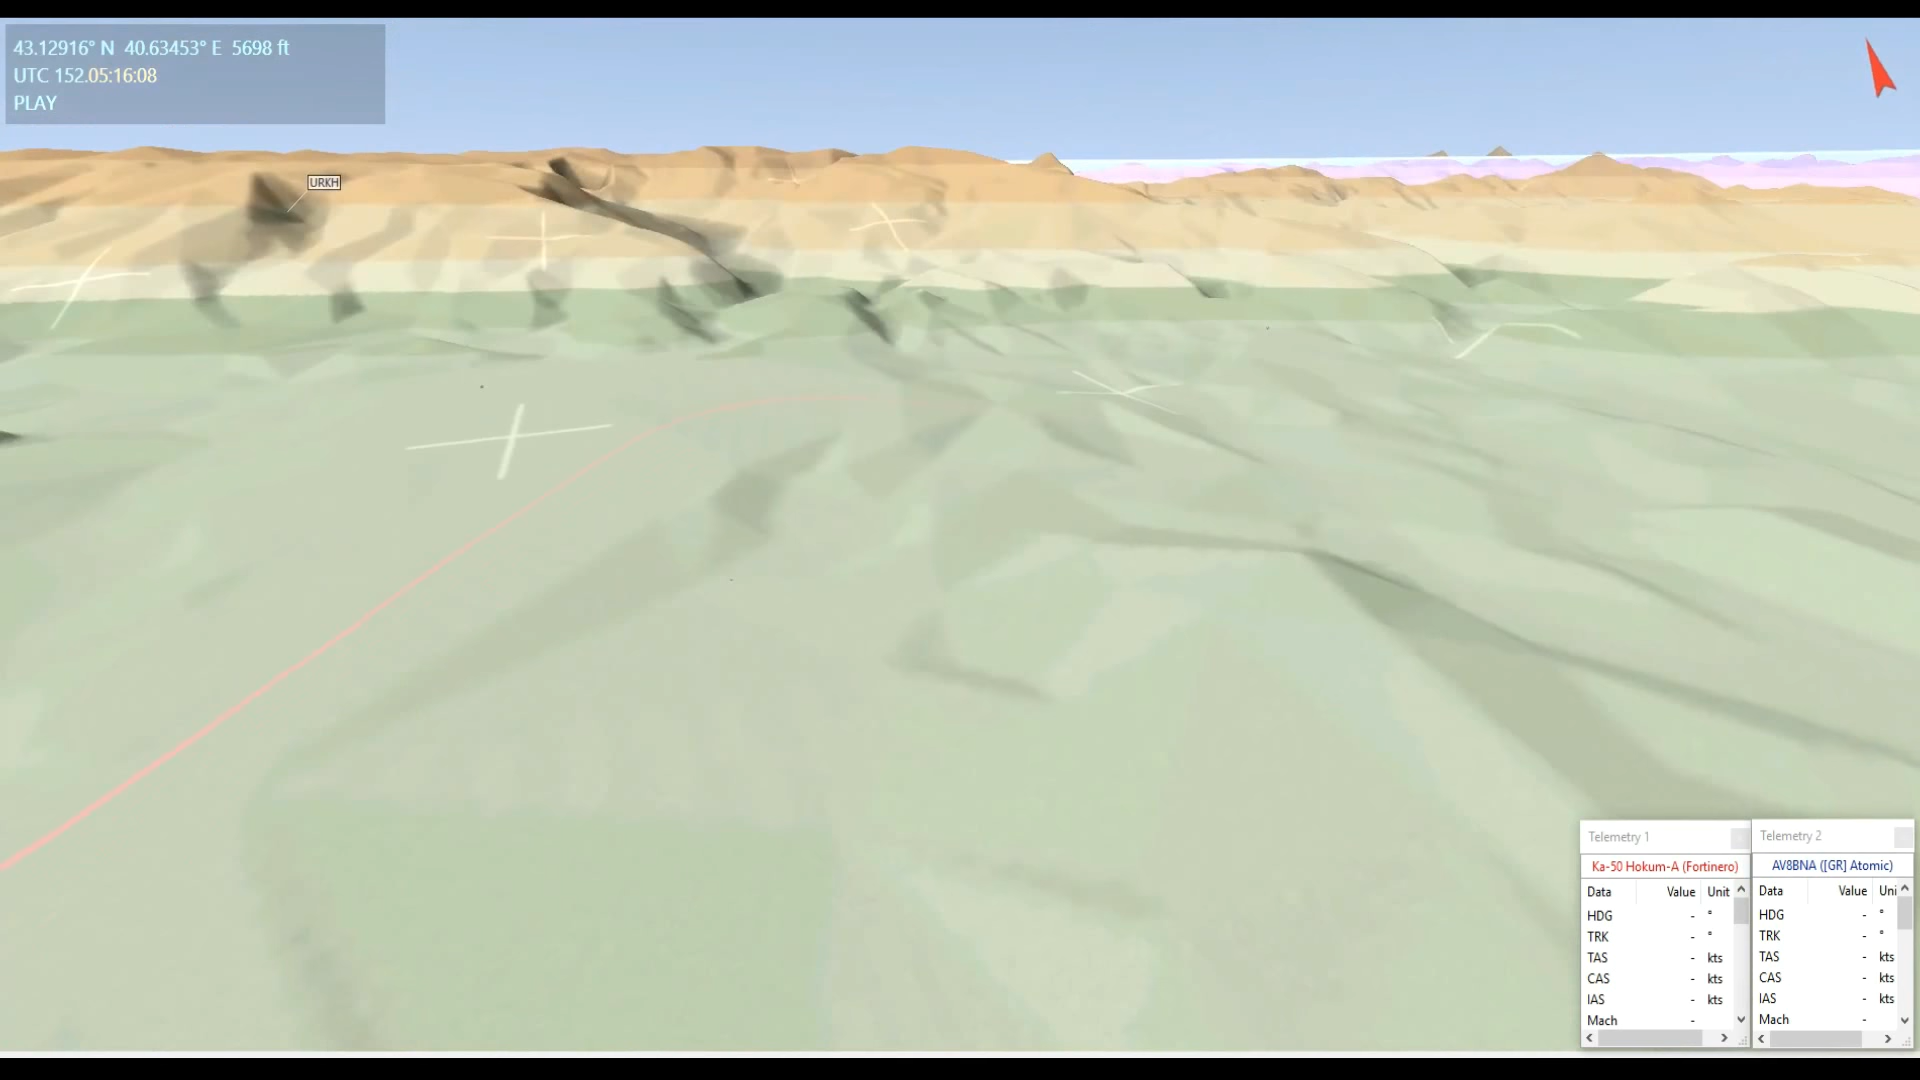 43.12916° N 40.63453° E 5698 ft
UTC 152.05:16:08
PLAY
URKH
Telemetry 1
Ka-50 Hokum-A (Fortinero)
Data Value Unit
HDG - °
TRK - °
TAS - kts
CAS - kts
IAS - kts
Mach -
Telemetry 2
AV8BNA ([GR] Atomic)
Data Value Uni
HDG - °
TRK - °
TAS - kts
CAS - kts
IAS - kts
Mach -